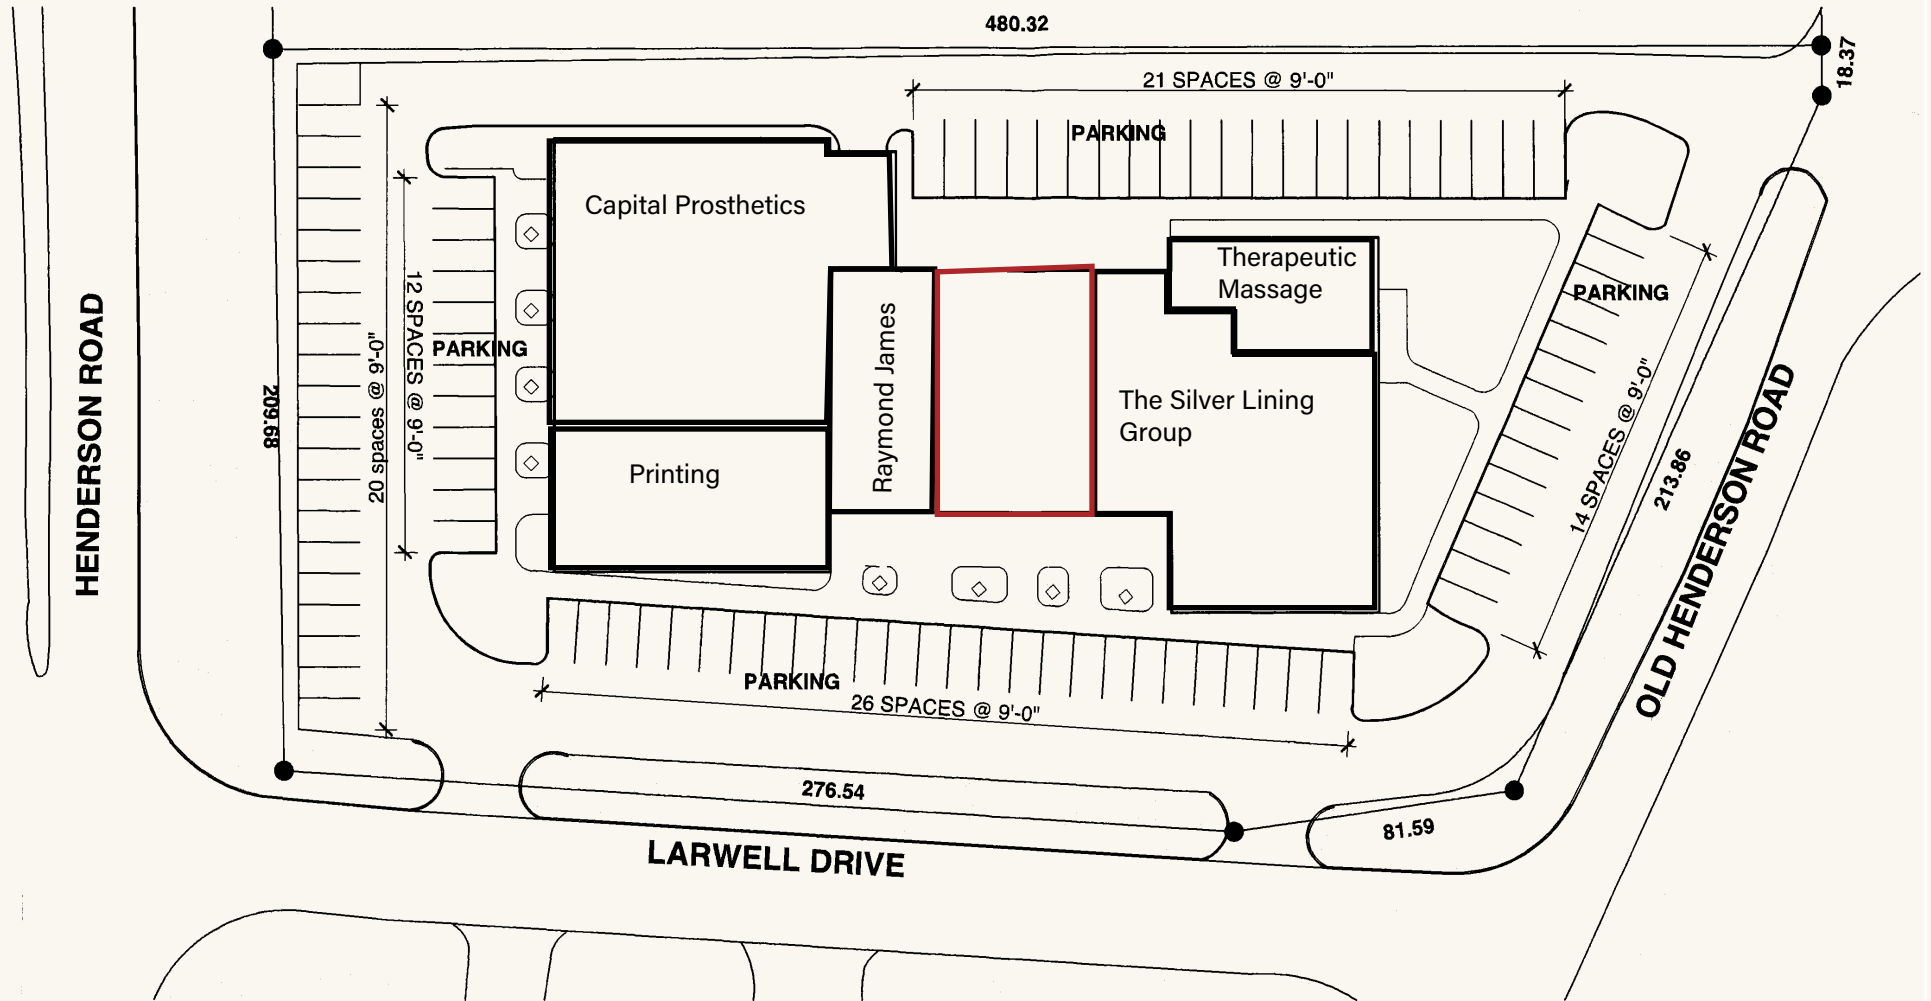 480.32
18.37
21 SPACES @ 9'-0"
PARKING
Capital Prosthetics
Therapeutic
Massage
PARKING
HENDERSON ROAD
209.68
20 spaces @ 9'-0"
12 SPACES @ 9'-0"
PARKING
Raymond James
The Silver Lining
Group
Printing
14 SPACES @ 9'-0"
213.86
OLD HENDERSON ROAD
PARKING
26 SPACES @ 9'-0"
276.54
81.59
LARWELL DRIVE